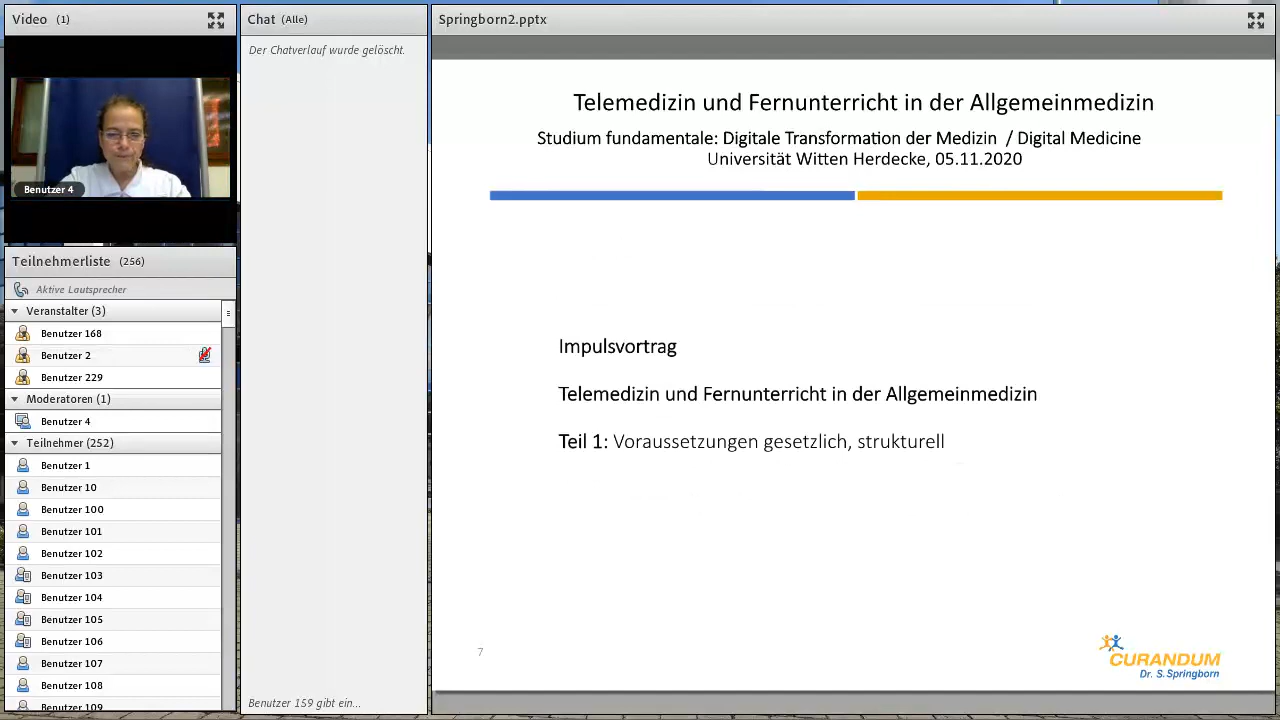 Video (1)
Benutzer 4
Teilnehmerliste (256)
Aktive Lautsprecher
Veranstalter (3)
Benutzer 168
Benutzer 2
Benutzer 229
Moderatoren (1)
Benutzer 4
Teilnehmer (252)
Benutzer 1
Benutzer 10
Benutzer 100
Benutzer 101
Benutzer 102
Benutzer 103
Benutzer 104
Benutzer 105
Benutzer 106
Benutzer 107
Benutzer 108
Benutzer 109
Chat (Alle)
Der Chatverlauf wurde gelöscht.
Benutzer 159 gibt ein...
Springborn2.pptx
Telemedizin und Fernunterricht in der Allgemeinmedizin
Studium fundamentale: Digitale Transformation der Medizin / Digital Medicine
Universität Witten Herdecke, 05.11.2020
Impulsvortrag
Telemedizin und Fernunterricht in der Allgemeinmedizin
Teil 1: Voraussetzungen gesetzlich, strukturell
7
CURANDUM
Dr. S. Springborn